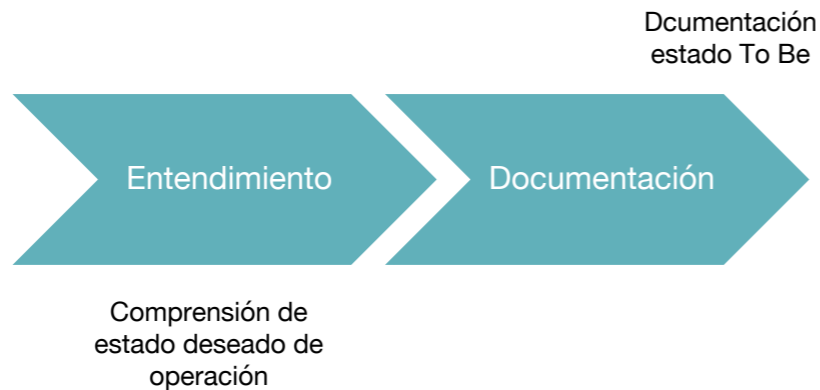 Dcumentación
estado To Be
Entendimiento
Documentación
Comprensión de
estado deseado de
operación